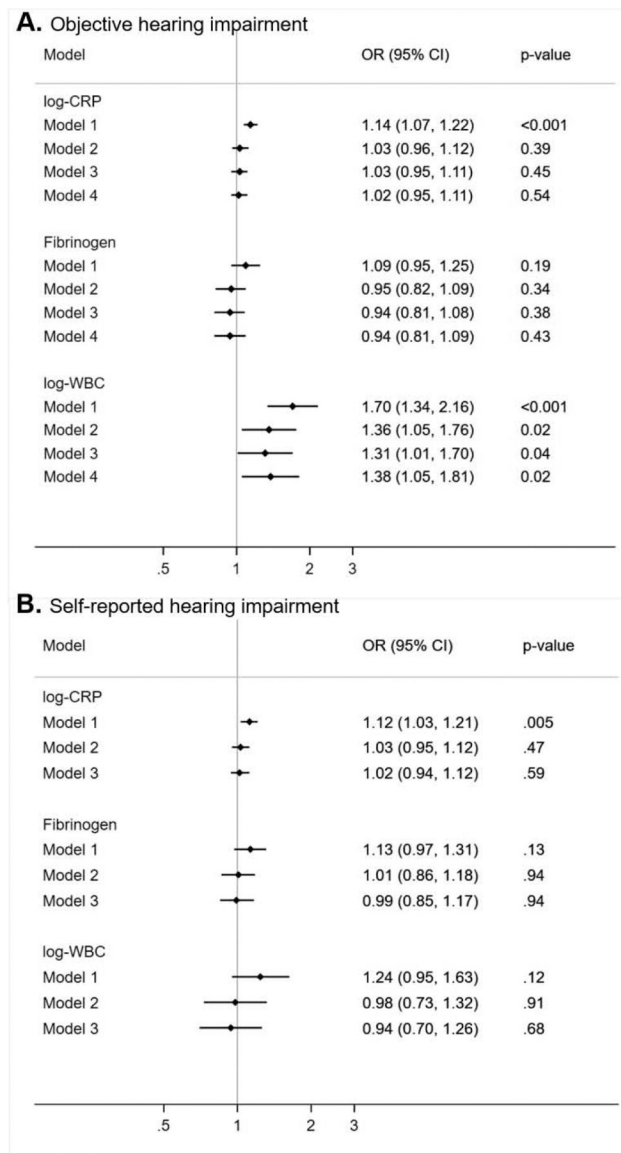 A. Objective hearing impairment
Model OR (95% CI) p-value
log-CRP
Model 1 1.14 (1.07, 1.22) <0.001
Model 2 1.03 (0.96, 1.12) 0.39
Model 3 1.03 (0.95, 1.11) 0.45
Model 4 1.02 (0.95, 1.11) 0.54
Fibrinogen
Model 1 1.09 (0.95, 1.25) 0.19
Model 2 0.95 (0.82, 1.09) 0.34
Model 3 0.94 (0.81, 1.08) 0.38
Model 4 0.94 (0.81, 1.09) 0.43
log-WBC
Model 1 1.70 (1.34, 2.16) <0.001
Model 2 1.36 (1.05, 1.76) 0.02
Model 3 1.31 (1.01, 1.70) 0.04
Model 4 1.38 (1.05, 1.81) 0.02
.5 1 2 3
B. Self-reported hearing impairment
Model OR (95% CI) p-value
log-CRP
Model 1 1.12 (1.03, 1.21) .005
Model 2 1.03 (0.95, 1.12) .47
Model 3 1.02 (0.94, 1.12) .59
Fibrinogen
Model 1 1.13 (0.97, 1.31) .13
Model 2 1.01 (0.86, 1.18) .94
Model 3 0.99 (0.85, 1.17) .94
log-WBC
Model 1 1.24 (0.95, 1.63) .12
Model 2 0.98 (0.73, 1.32) .91
Model 3 0.94 (0.70, 1.26) .68
.5 1 2 3